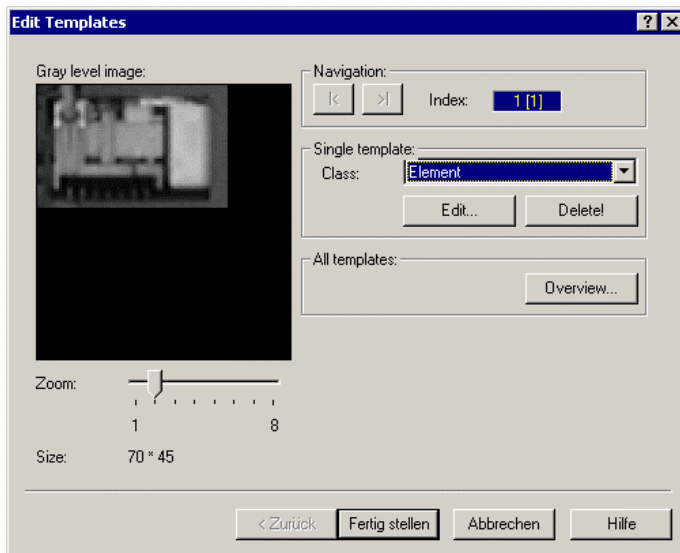 Edit Templates
Gray level image:
Navigation:
Index: 1 [1]
Single template:
Class: Element
Edit... Delete!
All templates:
Overview...
Zoom:
1 8
Size: 70 * 45
< Zurück Fertig stellen Abbrechen Hilfe